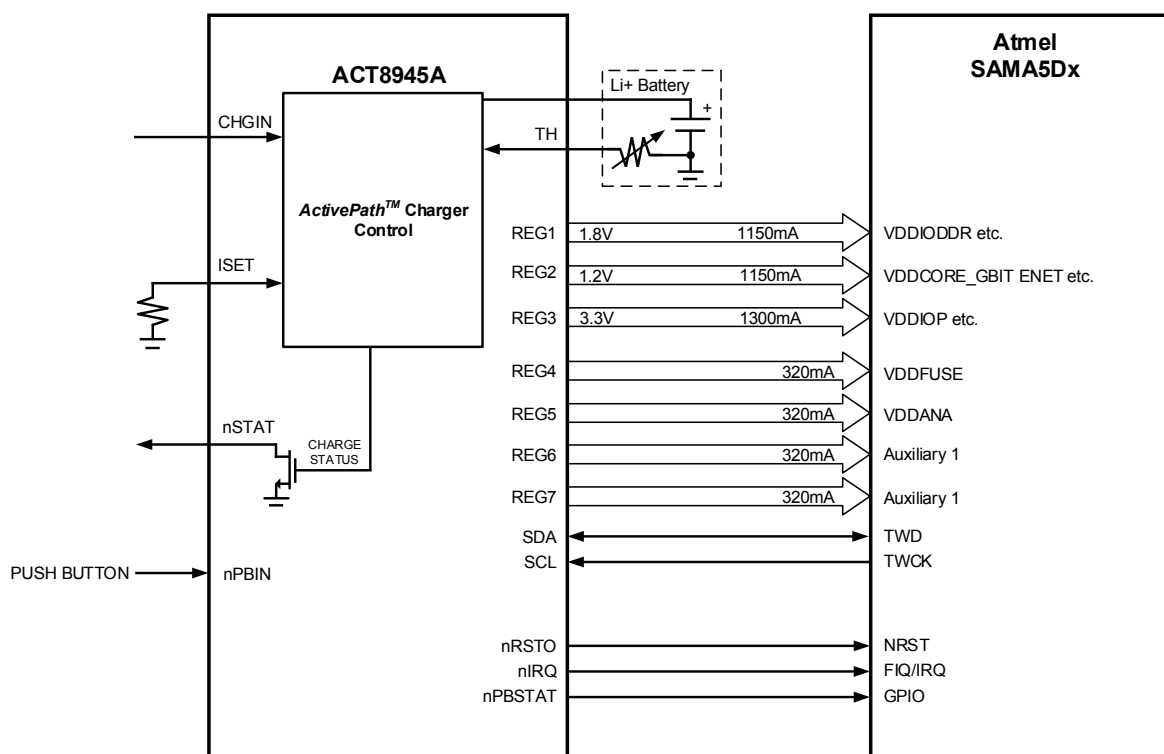 Atmel
SAMA5Dx
ACT8945A
Li+ Battery
+
CHGIN
TH
ActivePath™ Charger
Control
REG1 1.8V 1150mA VDDIODDR etc.
ISET
REG2 1.2V 1150mA VDDCORE_GBIT ENET etc.
REG3 3.3V 1300mA VDDIOP etc.
REG4 320mA VDDFUSE
REG5 320mA VDDANA
nSTAT
CHARGE
STATUS
REG6 320mA Auxiliary 1
REG7 320mA Auxiliary 1
SDA TWD
SCL TWCK
PUSH BUTTON nPBIN
nRSTO NRST
nIRQ FIQ/IRQ
nPBSTAT GPIO